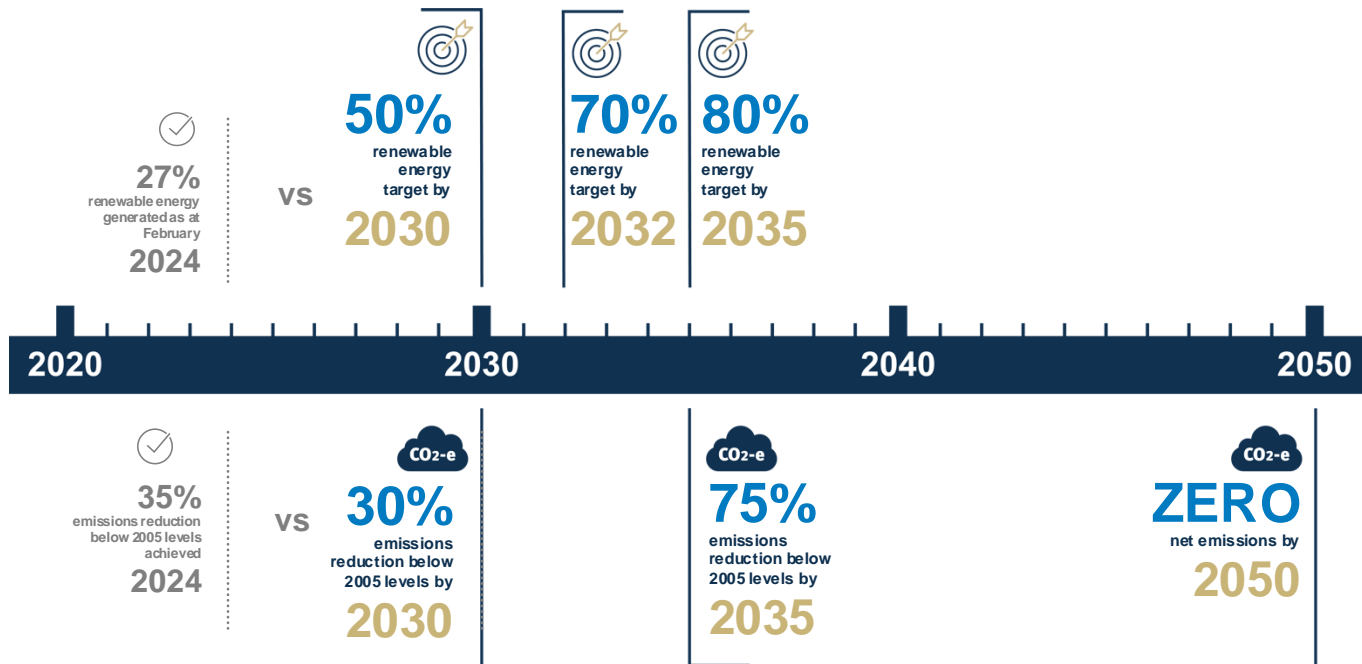 27%
renewable energy
generated as at
February
2024
vs
50%
renewable
energy
target by
2030
70%
renewable
energy
target by
2032
80%
renewable
energy
target by
2035
2020
2030
2040
2050
35%
emissions reduction
below 2005 levels
achieved
2024
vs
CO2-e
30%
emissions
reduction below
2005 levels by
2030
CO2-e
75%
emissions
reduction below
2005 levels by
2035
CO2-e
ZERO
net emissions by
2050